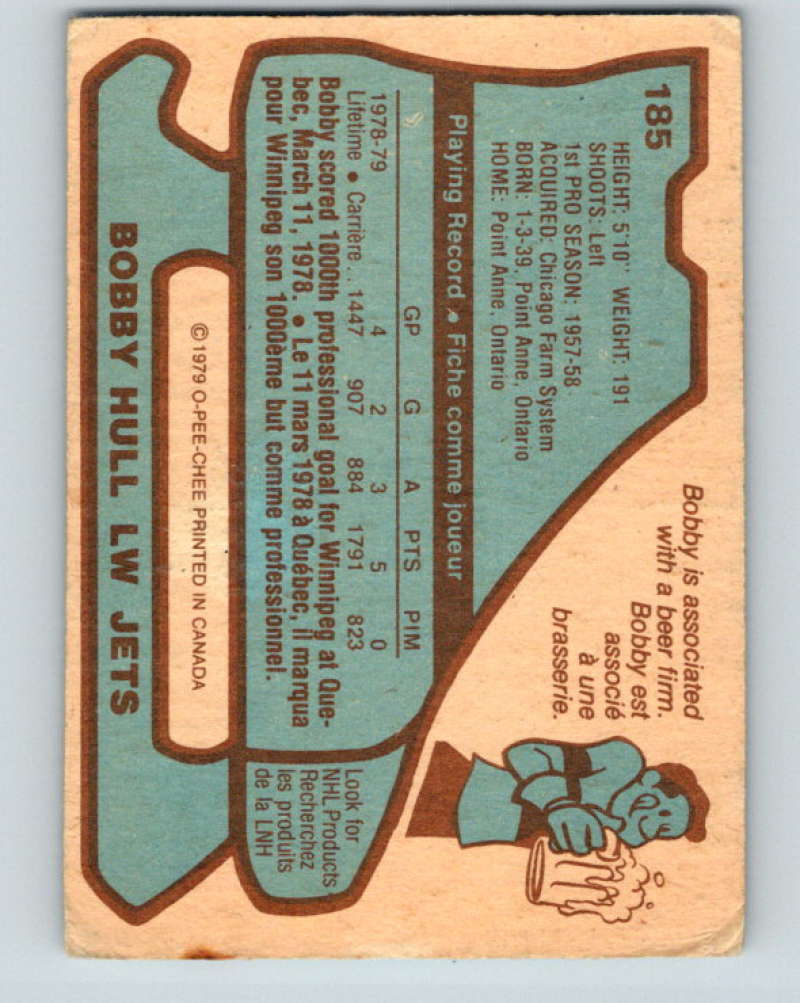 185
HEIGHT: 5'10" WEIGHT: 191
SHOOTS: Left
1st PRO SEASON: 1957-58
ACQUIRED: Chicago Farm System
BORN: 1-3-39, Point Anne, Ontario
HOME: Point Anne, Ontario
Bobby is associated
with a beer firm.
Bobby est
associé
à une
brasserie.
Playing Record • Fiche comme joueur
GP G A PTS PIM
1978-79 4 2 3 5 0
Lifetime • Carrière .. 1447 907 884 1791 823
Bobby scored 1000th professional goal for Winnipeg at Que-
bec, March 11, 1978. • Le 11 mars 1978 à Québec, il marqua
pour Winnipeg son 1000ème but comme professionnel.
Look for
NHL Products
Recherchez
les produits
de la LNH
©1979 O-PEE-CHEE PRINTED IN CANADA
BOBBY HULL LW JETS